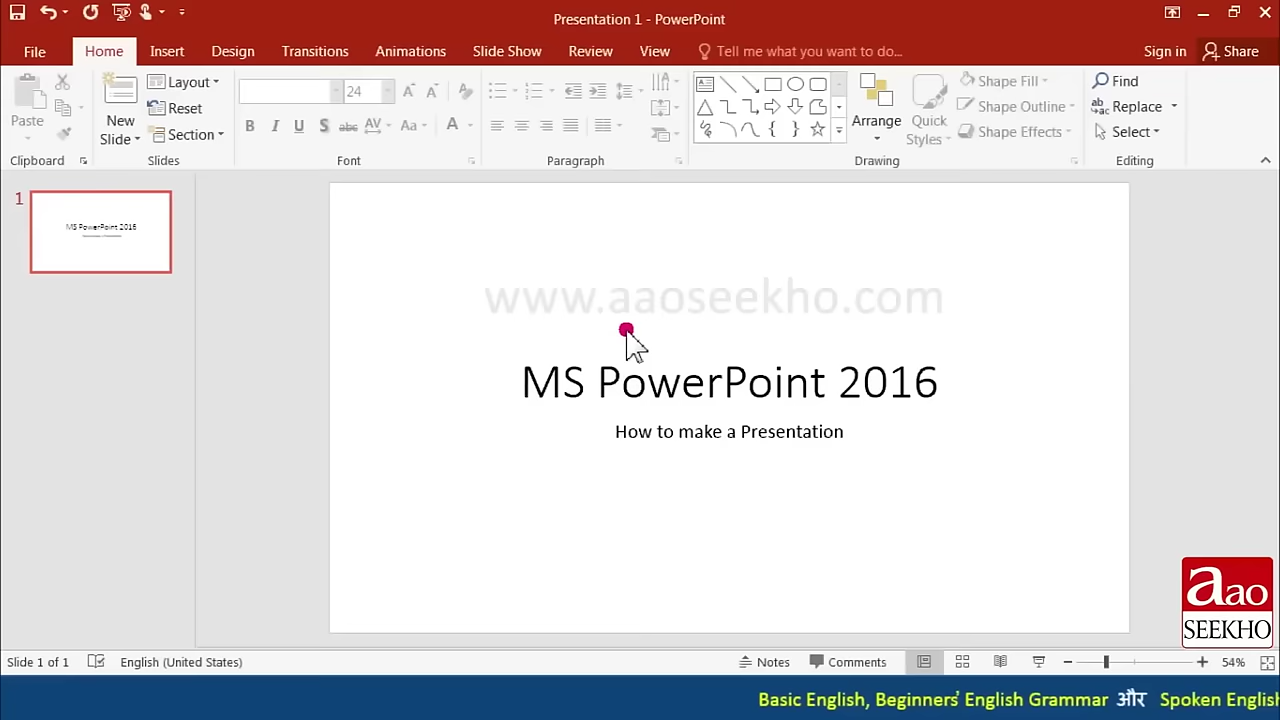 Presentation 1 - PowerPoint
File Home Insert Design Transitions Animations Slide Show Review View Tell me what you want to do... Sign in Share
Paste
Clipboard
New Slide
Layout
Reset
Section
Slides
24
B I U S abc AV Aa A
Font
Paragraph
Arrange
Quick Styles
Shape Fill
Shape Outline
Shape Effects
Drawing
Find
Replace
Select
Editing
1
MS PowerPoint 2016
www.aaoseekho.com
MS PowerPoint 2016
How to make a Presentation
aao
SEEKHO
Slide 1 of 1 English (United States) Notes Comments 54%
Basic English, Beginners' English Grammar और Spoken English